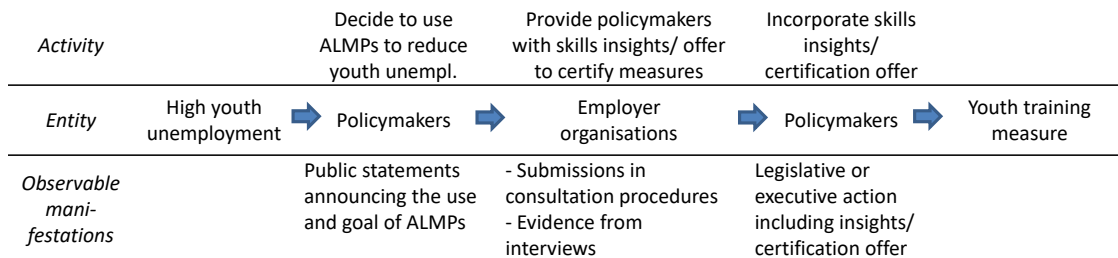 Activity
Decide to use
ALMPs to reduce
youth unempl.
Provide policymakers
with skills insights/ offer
to certify measures
Incorporate skills
insights/
certification offer
Entity
High youth
unemployment
Policymakers
Employer
organisations
Policymakers
Youth training
measure
Observable
mani-
festations
Public statements
announcing the use
and goal of ALMPs
- Submissions in
consultation procedures
- Evidence from
interviews
Legislative or
executive action
including insights/
certification offer